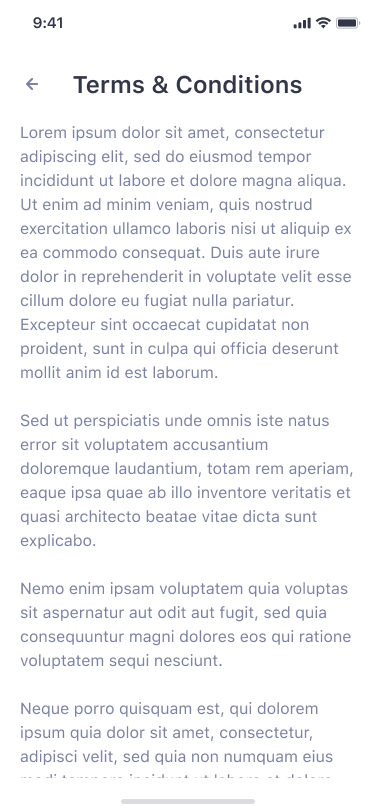 9:41
Terms & Conditions
Lorem ipsum dolor sit amet, consectetur
adipiscing elit, sed do eiusmod tempor
incididunt ut labore et dolore magna aliqua.
Ut enim ad minim veniam, quis nostrud
exercitation ullamco laboris nisi ut aliquip ex
ea commodo consequat. Duis aute irure
dolor in reprehenderit in voluptate velit esse
cillum dolore eu fugiat nulla pariatur.
Excepteur sint occaecat cupidatat non
proident, sunt in culpa qui officia deserunt
mollit anim id est laborum.
Sed ut perspiciatis unde omnis iste natus
error sit voluptatem accusantium
doloremque laudantium, totam rem aperiam,
eaque ipsa quae ab illo inventore veritatis et
quasi architecto beatae vitae dicta sunt
explicabo.
Nemo enim ipsam voluptatem quia voluptas
sit aspernatur aut odit aut fugit, sed quia
consequuntur magni dolores eos qui ratione
voluptatem sequi nesciunt.
Neque porro quisquam est, qui dolorem
ipsum quia dolor sit amet, consectetur,
adipisci velit, sed quia non numquam eius